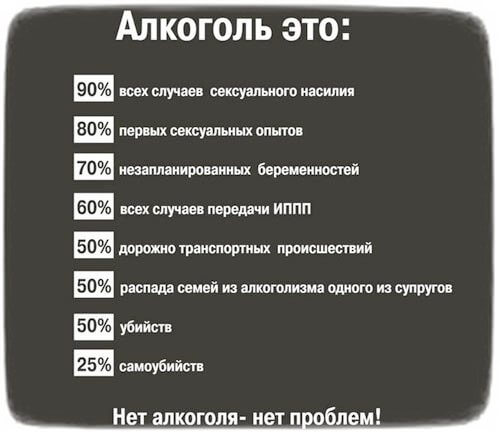 Алкоголь это:
90% всех случаев сексуального насилия
80% первых сексуальных опытов
70% незапланированных беременностей
60% всех случаев передачи ИППП
50% дорожно транспортных происшествий
50% распада семей из алкоголизма одного из супругов
50% убийств
25% самоубийств
Нет алкоголя- нет проблем!